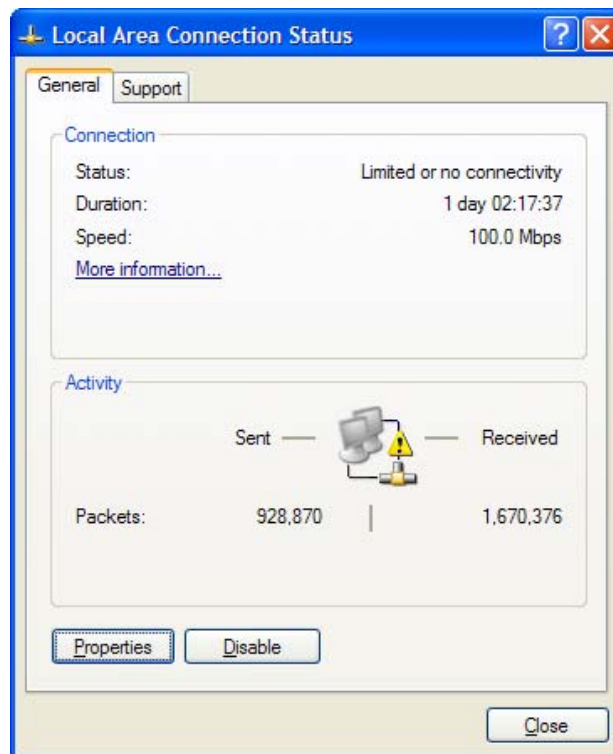 Local Area Connection Status
General Support
Connection
Status: Limited or no connectivity
Duration: 1 day 02:17:37
Speed: 100.0 Mbps
More information...
Activity
Sent Received
Packets: 928,870 1,670,376
Properties Disable
Close